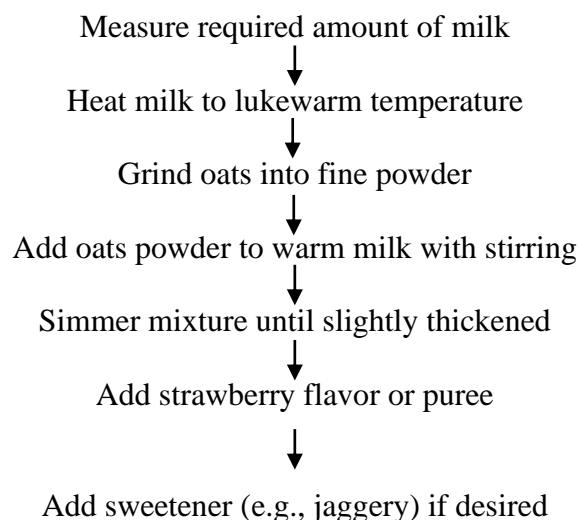 Measure required amount of milk
Heat milk to lukewarm temperature
Grind oats into fine powder
Add oats powder to warm milk with stirring
Simmer mixture until slightly thickened
Add strawberry flavor or puree
Add sweetener (e.g., jaggery) if desired